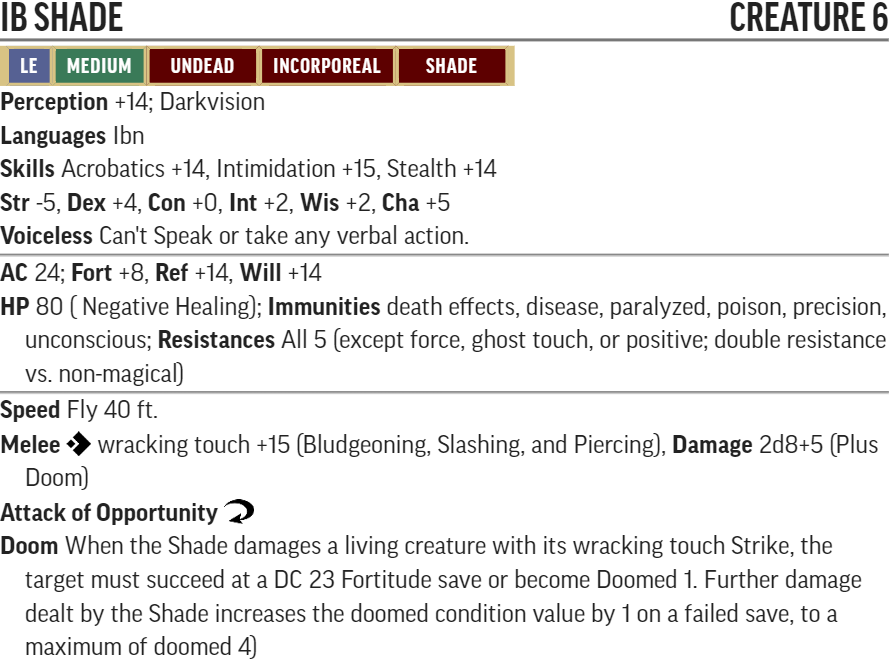 IB SHADE CREATURE 6
LE MEDIUM UNDEAD INCORPOREAL SHADE
Perception +14; Darkvision
Languages Ibn
Skills Acrobatics +14, Intimidation +15, Stealth +14
Str -5, Dex +4, Con +0, Int +2, Wis +2, Cha +5
Voiceless Can't Speak or take any verbal action.
AC 24; Fort +8, Ref +14, Will +14
HP 80 ( Negative Healing); Immunities death effects, disease, paralyzed, poison, precision,
unconscious; Resistances All 5 (except force, ghost touch, or positive; double resistance
vs. non-magical)
Speed Fly 40 ft.
Melee wracking touch +15 (Bludgeoning, Slashing, and Piercing), Damage 2d8+5 (Plus
Doom)
Attack of Opportunity
Doom When the Shade damages a living creature with its wracking touch Strike, the
target must succeed at a DC 23 Fortitude save or become Doomed 1. Further damage
dealt by the Shade increases the doomed condition value by 1 on a failed save, to a
maximum of doomed 4)